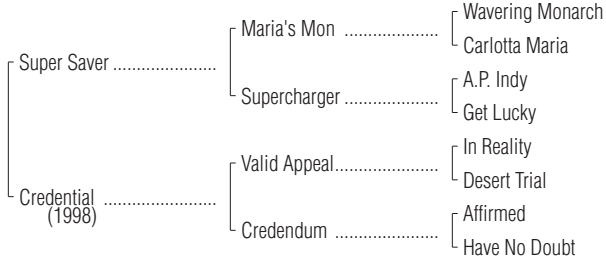 Wavering Monarch
Maria's Mon .....................
Carlotta Maria
Super Saver .......................
A.P. Indy
Supercharger .....................
Get Lucky
In Reality
Valid Appeal.......................
Desert Trial
Credential .........................
(1998)
Affirmed
Credendum .......................
Have No Doubt